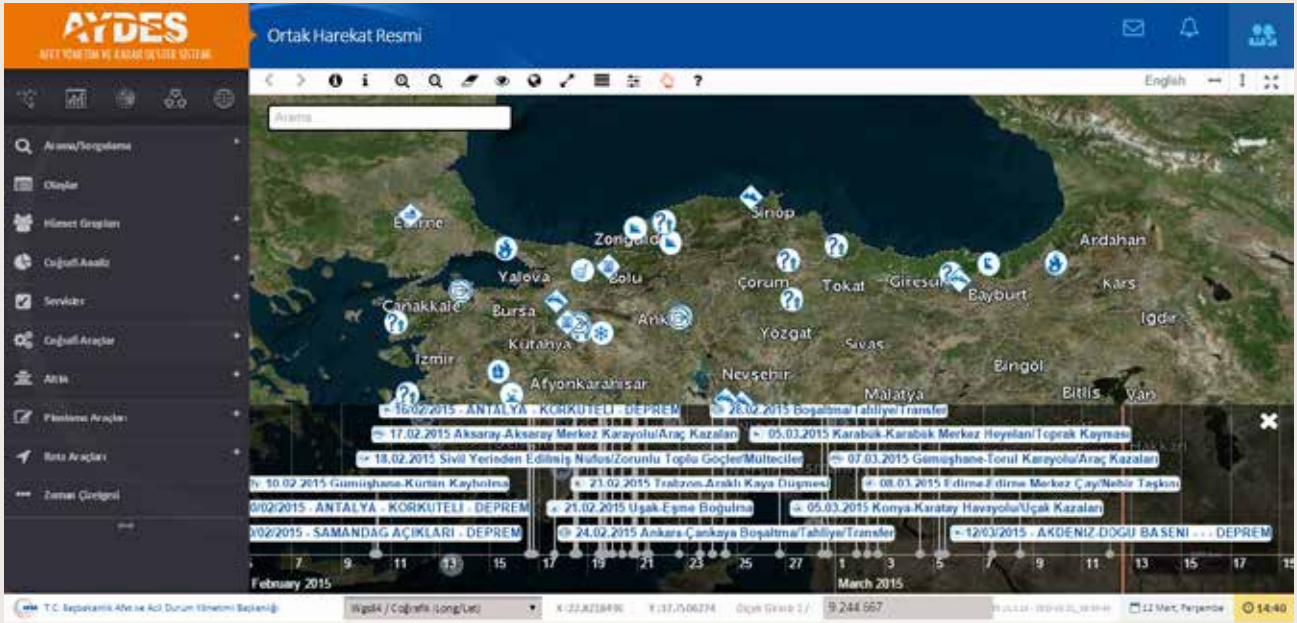 AYDES
AFET YÖNETİM VE KARAR DESTEK SİSTEMİ
Ortak Harekat Resmi
English
Arama...
Arama/Sorgulama
Olaylar
Hizmet Grupları
Coğrafi Analiz
Servisler
Coğrafi Araçlar
Altlık
Planlama Araçları
Rota Araçları
Zaman Çizelgesi
Sinop
Edirne
Zonguld
Ardahan
Yalova
Bolu
Çorum
Tokat
Giresun
Bayburt
Kars
Çanakkale
Bursa
Ank
Iğdır
Kütahya
Yozgat
Sivas
İzmir
Bingöl
Afyonkarahisar
Nevşehir
Malatya
Bitlis
Van
16/02/2015 - ANTALYA - KORKUTELİ - DEPREM
28.02.2015 Boşaltma/Tahliye/Transfer
17.02.2015 Aksaray-Aksaray Merkez Karayolu/Araç Kazaları
05.03.2015 Karabük-Karabük Merkez Heyelan/Toprak Kayması
18.02.2015 Sivil Yerinden Edilmiş Nüfus/Zorunlu Toplu Göçler/Mülteciler
07.03.2015 Gümüşhane-Torul Karayolu/Araç Kazaları
10.02.2015 Gümüşhane-Kürtün Kaybolma
23.02.2015 Trabzon-Araklı Kaya Düşmesi
08.03.2015 Edirne-Edirne Merkez Çay/Nehir Taşkını
0/02/2015 - ANTALYA - KORKUTELİ - DEPREM
21.02.2015 Uşak-Eşme Boğulma
05.03.2015 Konya-Karatay Havayolu/Uçak Kazaları
/02/2015 - SAMANDAĞ AÇIKLARI - DEPREM
24.02.2015 Ankara-Çankaya Boşaltma/Tahliye/Transfer
12/03/2015 - AKDENİZ-DOĞU BASENİ - - - DEPREM
7 9 11 13 15 17 19 21 23 25 27 1 3 5 7 9 11 13 15 17 19
February 2015
March 2015
T.C. Başbakanlık Afet ve Acil Durum Yönetimi Başkanlığı
Wgs84 / Coğrafik (Long/Lat)
9.244.667
12 Mart, Perşembe
14:40